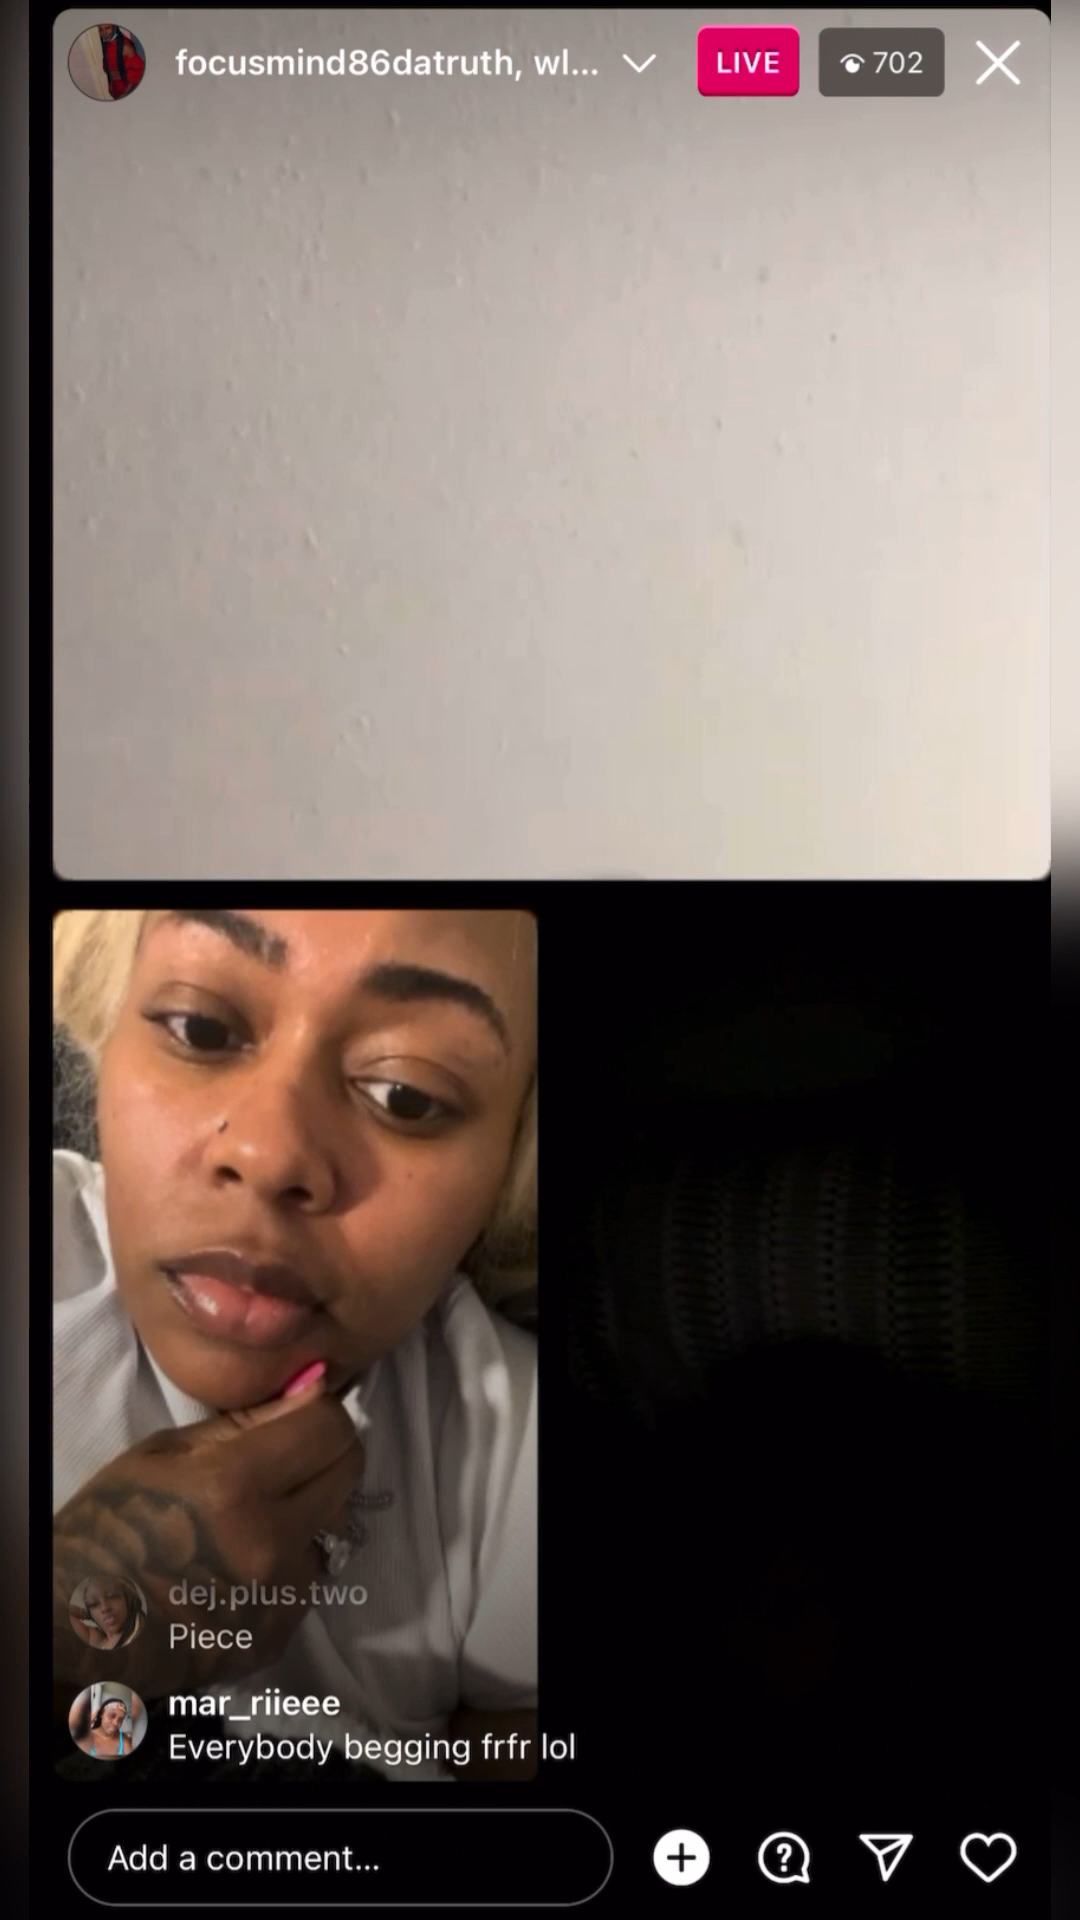 focusmind86datruth, wl...
LIVE
702
dej.plus.two
Piece
mar_riieee
Everybody begging frfr lol
Add a comment...